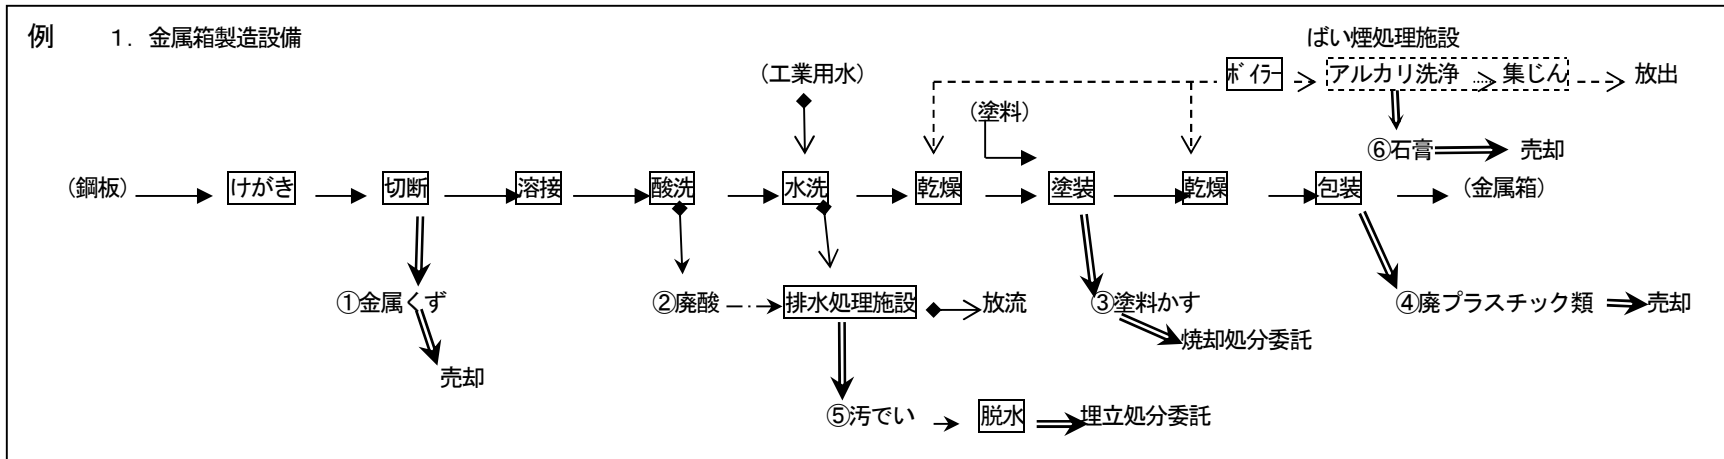 例　1．金属箱製造設備
ばい煙処理施設
（工業用水）
ﾎﾞｲﾗｰ　アルカリ洗浄　集じん　放出
（塗料）
⑥石膏　売却
（鋼板）　けがき　切断　溶接　酸洗　水洗　乾燥　塗装　乾燥　包装　（金属箱）
①金属くず　②廃酸　排水処理施設　放流　③塗料かす　④廃プラスチック類　売却
焼却処分委託
売却
⑤汚でい　脱水　埋立処分委託